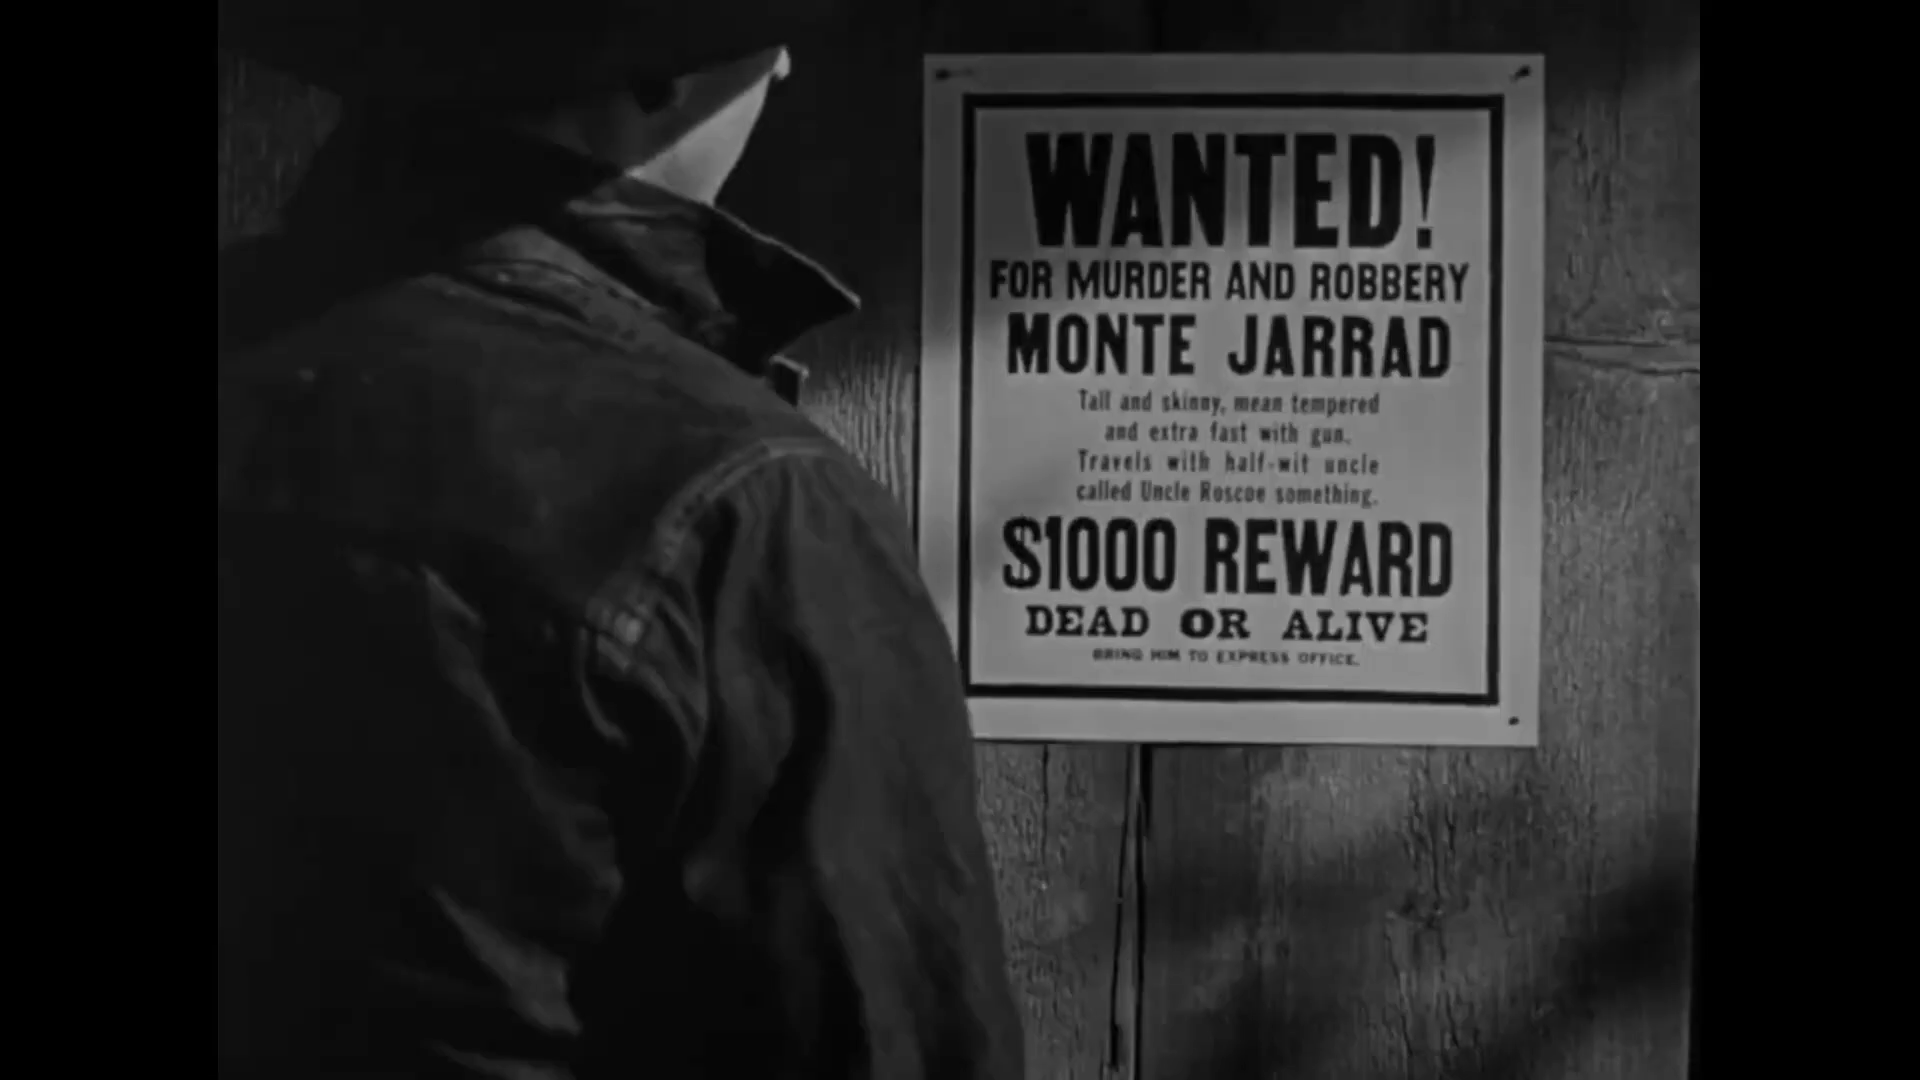 WANTED!
FOR MURDER AND ROBBERY
MONTE JARRAD
Tall and skinny, mean tempered
and extra fast with gun.
Travels with half-wit uncle
called Uncle Roscoe something.
$1000 REWARD
DEAD OR ALIVE
BRING HIM TO EXPRESS OFFICE.